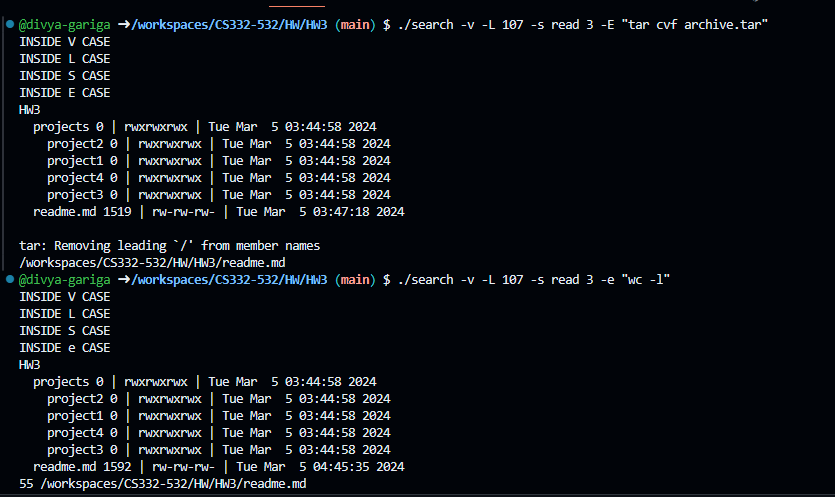 @divya-gariga ➜/workspaces/CS332-532/HW/HW3 (main) $ ./search -v -L 107 -s read 3 -E "tar cvf archive.tar"
INSIDE V CASE
INSIDE L CASE
INSIDE S CASE
INSIDE E CASE
HW3
  projects 0 | rwxrwxrwx | Tue Mar  5 03:44:58 2024
    project2 0 | rwxrwxrwx | Tue Mar  5 03:44:58 2024
    project1 0 | rwxrwxrwx | Tue Mar  5 03:44:58 2024
    project4 0 | rwxrwxrwx | Tue Mar  5 03:44:58 2024
    project3 0 | rwxrwxrwx | Tue Mar  5 03:44:58 2024
  readme.md 1519 | rw-rw-rw- | Tue Mar  5 03:47:18 2024

tar: Removing leading `/' from member names
/workspaces/CS332-532/HW/HW3/readme.md
@divya-gariga ➜/workspaces/CS332-532/HW/HW3 (main) $ ./search -v -L 107 -s read 3 -e "wc -l"
INSIDE V CASE
INSIDE L CASE
INSIDE S CASE
INSIDE e CASE
HW3
  projects 0 | rwxrwxrwx | Tue Mar  5 03:44:58 2024
    project2 0 | rwxrwxrwx | Tue Mar  5 03:44:58 2024
    project1 0 | rwxrwxrwx | Tue Mar  5 03:44:58 2024
    project4 0 | rwxrwxrwx | Tue Mar  5 03:44:58 2024
    project3 0 | rwxrwxrwx | Tue Mar  5 03:44:58 2024
  readme.md 1592 | rw-rw-rw- | Tue Mar  5 04:45:35 2024
55 /workspaces/CS332-532/HW/HW3/readme.md